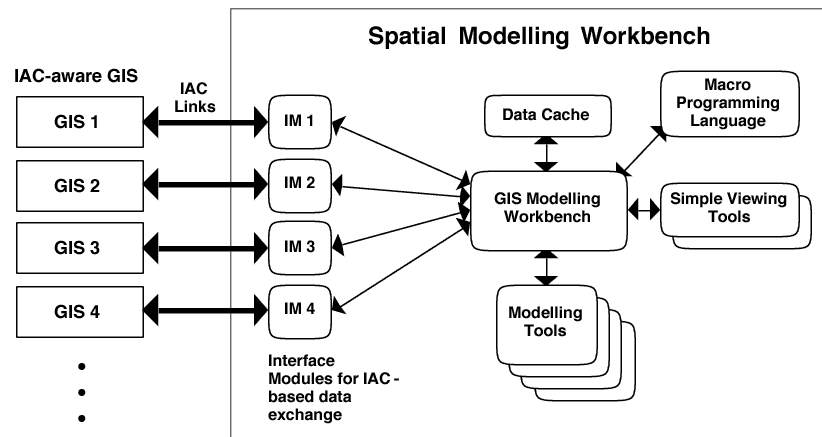 Spatial Modelling Workbench
IAC-aware GIS
IAC
Links
GIS 1
IM 1
GIS 2
IM 2
GIS 3
IM 3
GIS 4
IM 4
Interface
Modules for IAC -
based data
exchange
Data Cache
Macro
Programming
Language
GIS Modelling
Workbench
Simple Viewing
Tools
Modelling
Tools